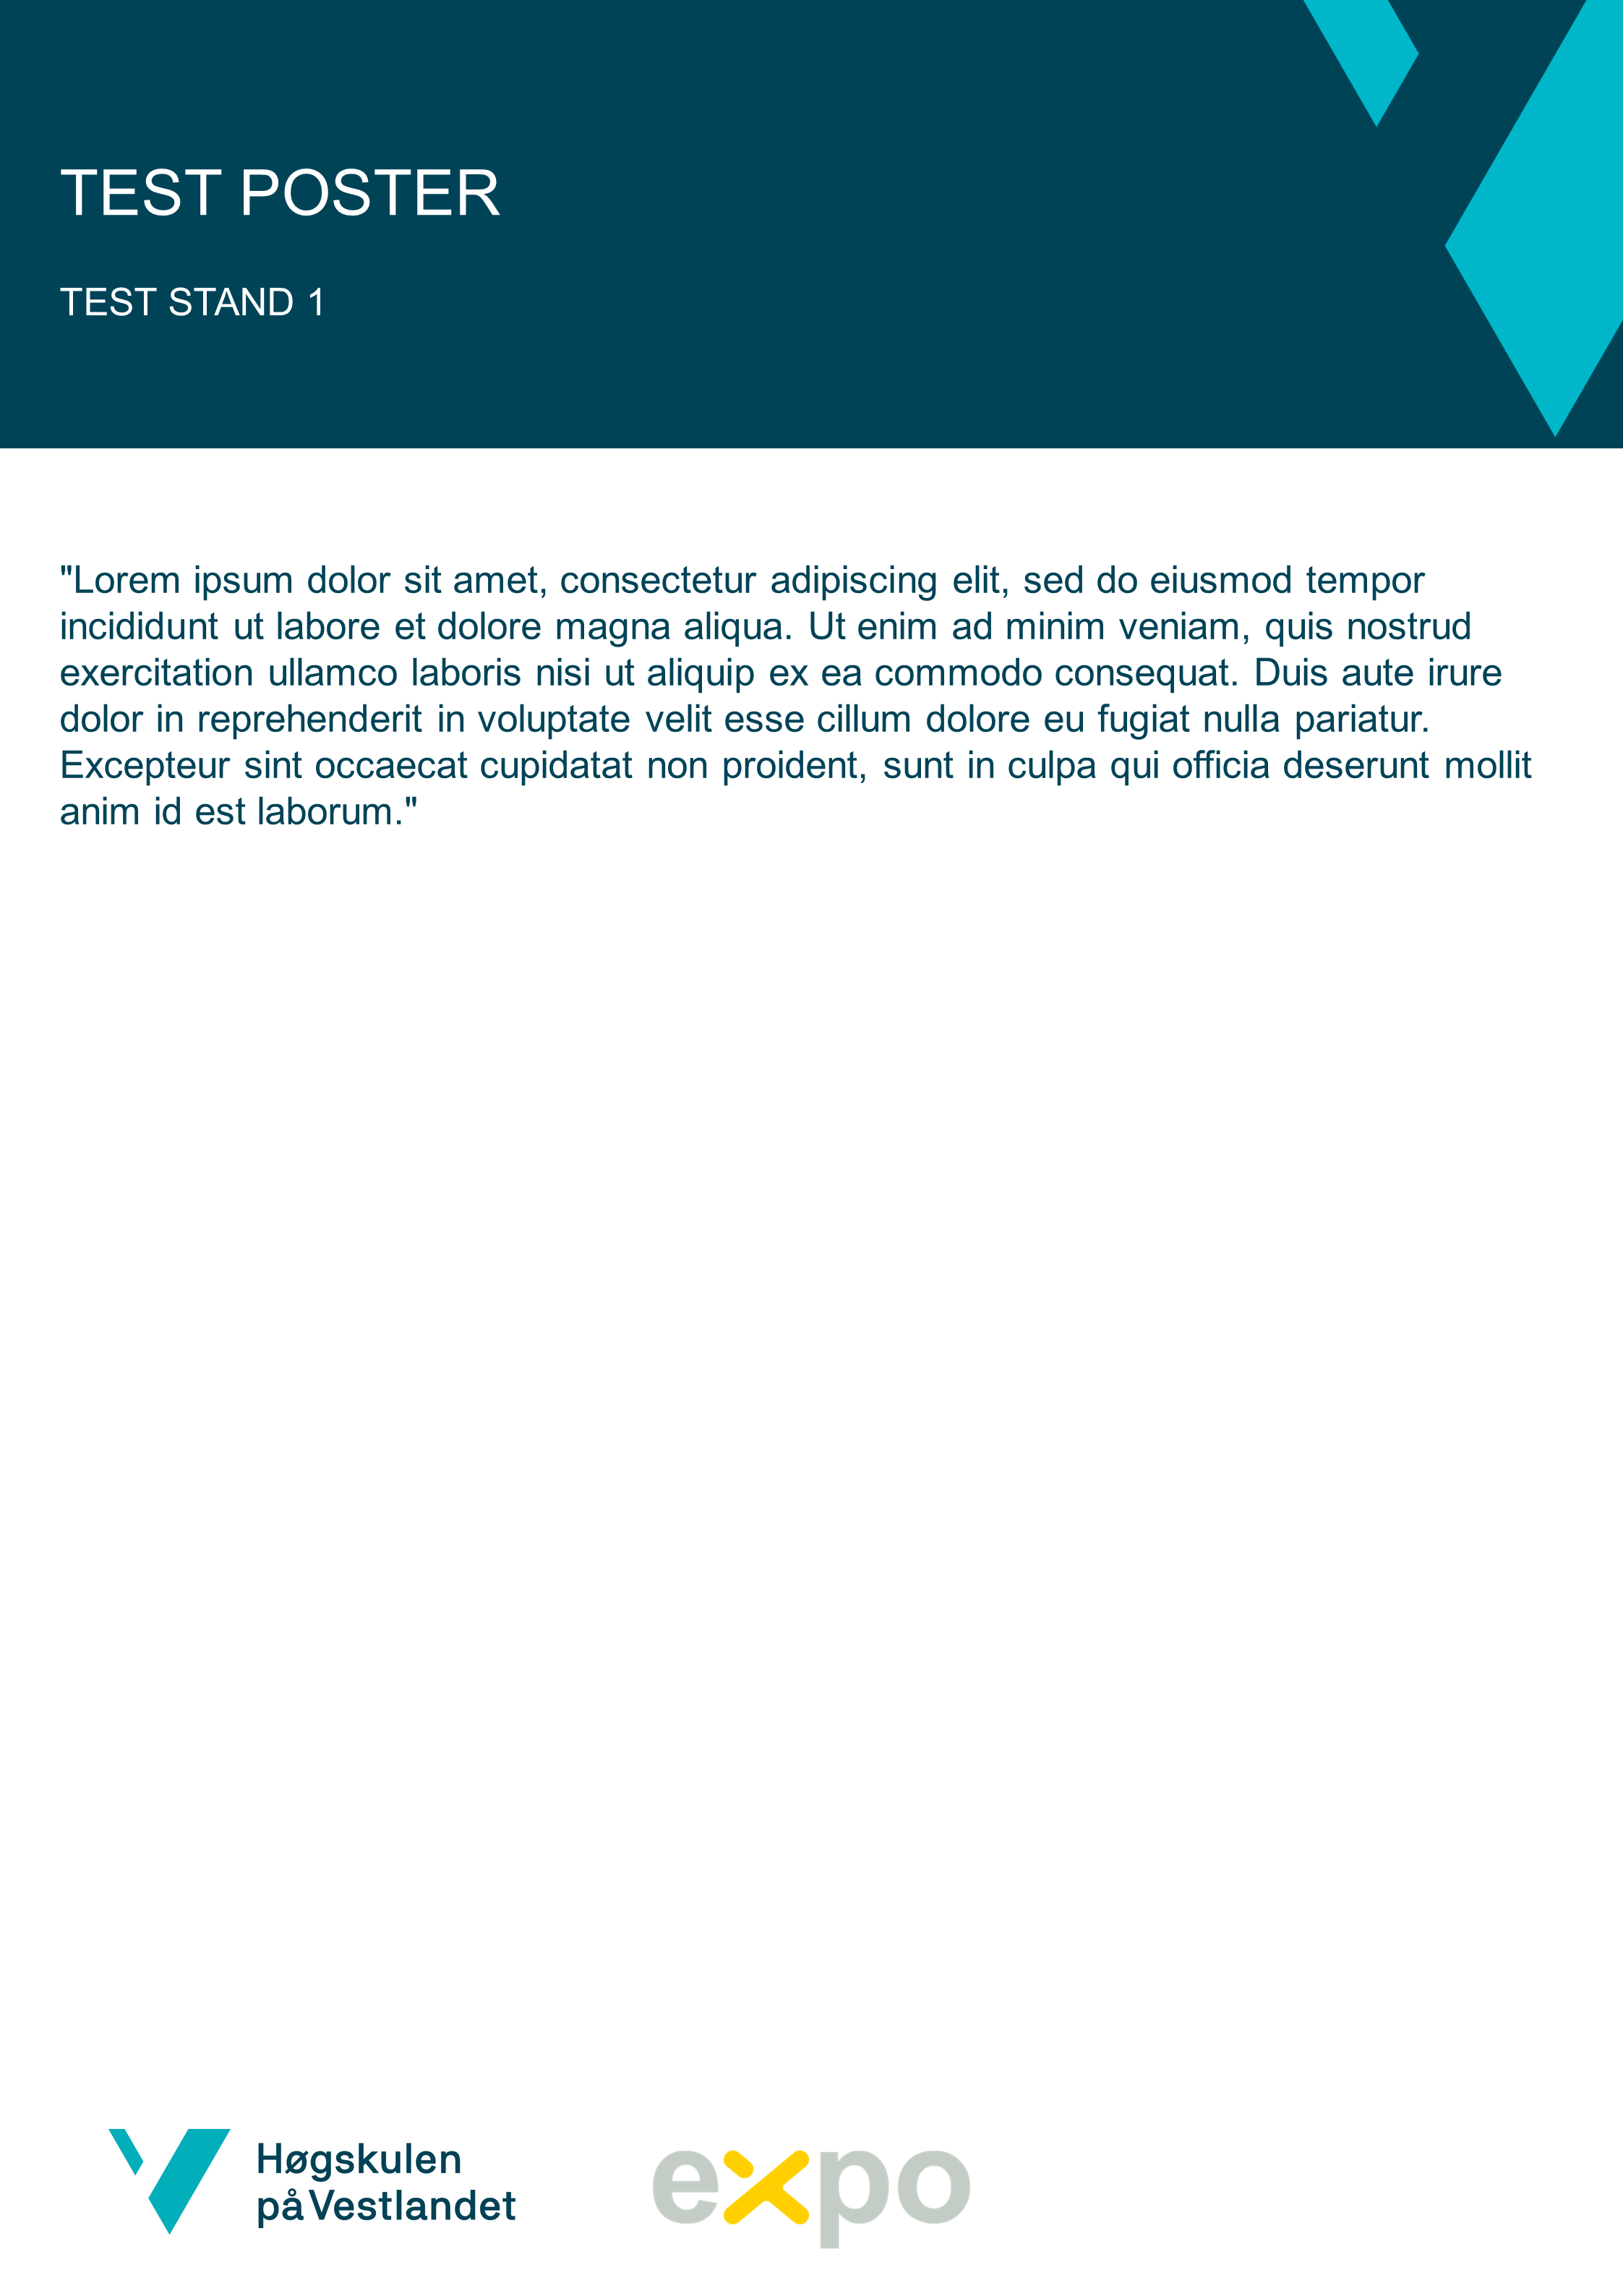 TEST POSTER
TEST STAND 1
"Lorem ipsum dolor sit amet, consectetur adipiscing elit, sed do eiusmod tempor
incididunt ut labore et dolore magna aliqua. Ut enim ad minim veniam, quis nostrud
exercitation ullamco laboris nisi ut aliquip ex ea commodo consequat. Duis aute irure
dolor in reprehenderit in voluptate velit esse cillum dolore eu fugiat nulla pariatur.
Excepteur sint occaecat cupidatat non proident, sunt in culpa qui officia deserunt mollit
anim id est laborum."
Høgskulen
på Vestlandet
expo